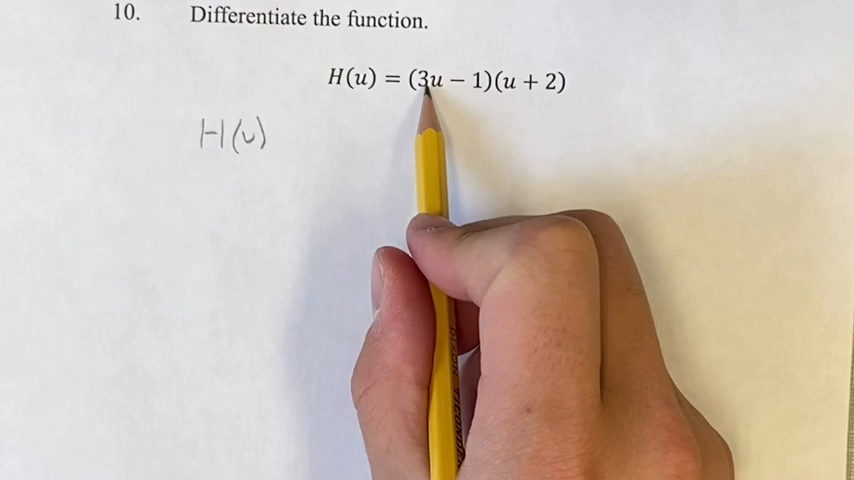 10. Differentiate the function.
H(u) = (3u − 1)(u + 2)
H(u)